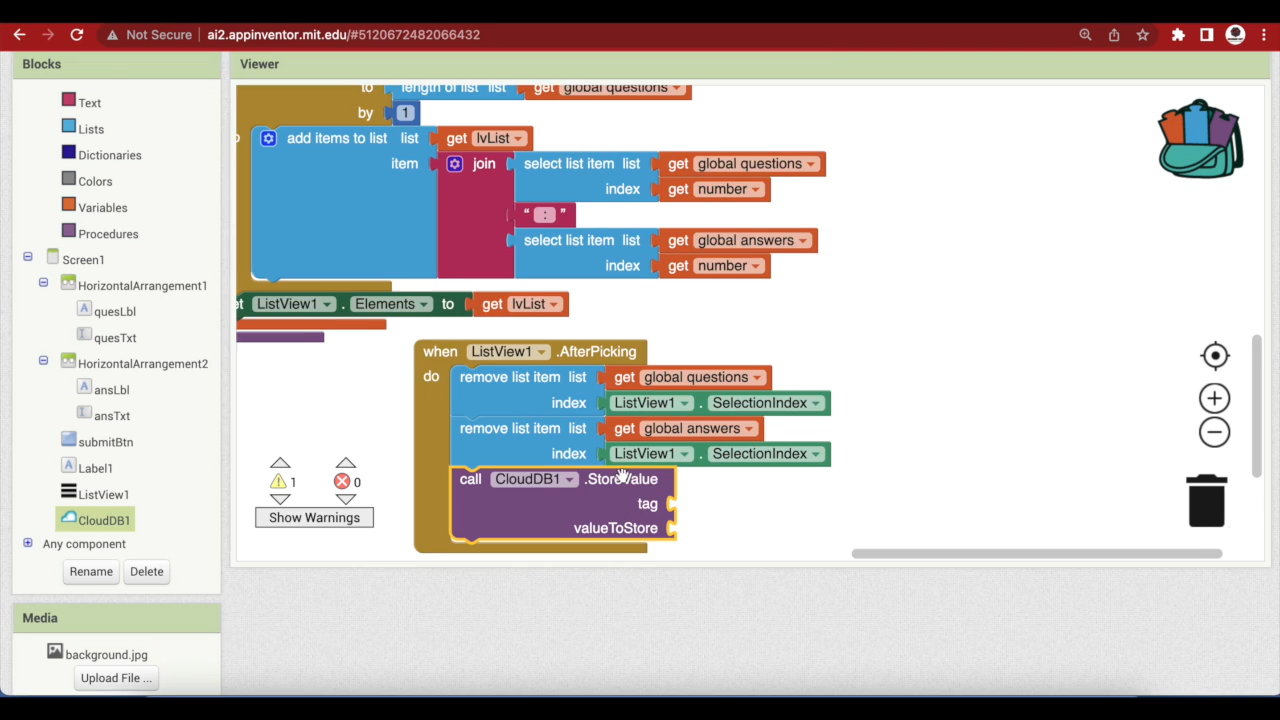 Not Secure | ai2.appinventor.mit.edu/#5120672482066432
Blocks
Viewer
Text
Lists
Dictionaries
Colors
Variables
Procedures
Screen1
HorizontalArrangement1
quesLbl
quesTxt
HorizontalArrangement2
ansLbl
ansTxt
submitBtn
Label1
ListView1
CloudDB1
Any component
Rename Delete
Media
background.jpg
Upload File ...
to length of list list get global questions
by 1
add items to list list get lvList
item join select list item list get global questions
index get number
“ : ”
select list item list get global answers
index get number
ListView1 . Elements to get lvList
when ListView1 .AfterPicking
do remove list item list get global questions
index ListView1 . SelectionIndex
remove list item list get global answers
index ListView1 . SelectionIndex
call CloudDB1 .StoreValue
tag
valueToStore
1 0
Show Warnings